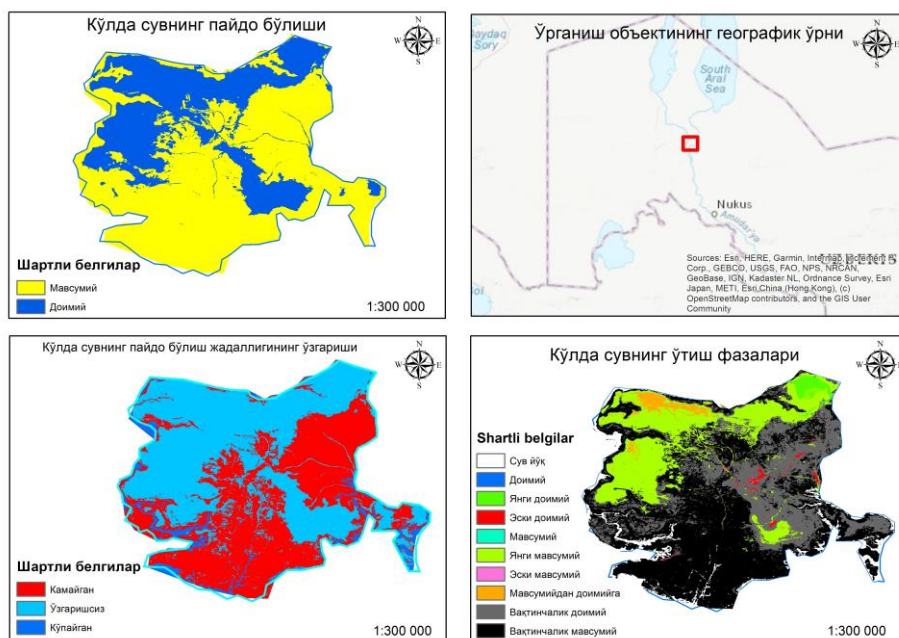 Кўлда сувнинг пайдо бўлиши
N
W E
S
Шартли белгилар
Мавсумий
Доимий
1:300 000
Ўрганиш объектининг географик ўрни
N
W E
S
Sory
South
Aral
Sea
Nukus
Amudar'ya
Sources: Esri, HERE, Garmin, Intermap, increment P
Corp., GEBCO, USGS, FAO, NPS, NRCAN,
GeoBase, IGN, Kadaster NL, Ordnance Survey, Esri
Japan, METI, Esri China (Hong Kong), (c)
OpenStreetMap contributors, and the GIS User
Community
Кўлда сувнинг пайдо бўлиш жадаллигининг ўзгариши
N
W E
S
Шартли белгилар
Камайган
Ўзгаришсиз
Кўпайган
1:300 000
Кўлда сувнинг ўтиш фазалари
N
W E
S
Shartli belgilar
Сув йўқ
Доимий
Янги доимий
Эски доимий
Мавсумий
Янги мавсумий
Эски мавсумий
Мавсумийдан доимийга
Вақтинчалик доимий
Вақтинчалик мавсумий
1:300 000